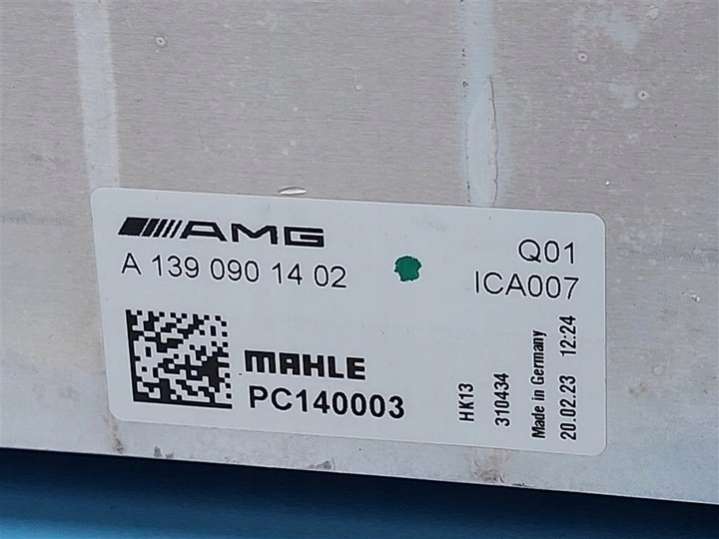 AMG
A 139 090 14 02
Q01
ICA007
MAHLE
PC140003
HK13
310434
Made in Germany
20.02.23 12:24